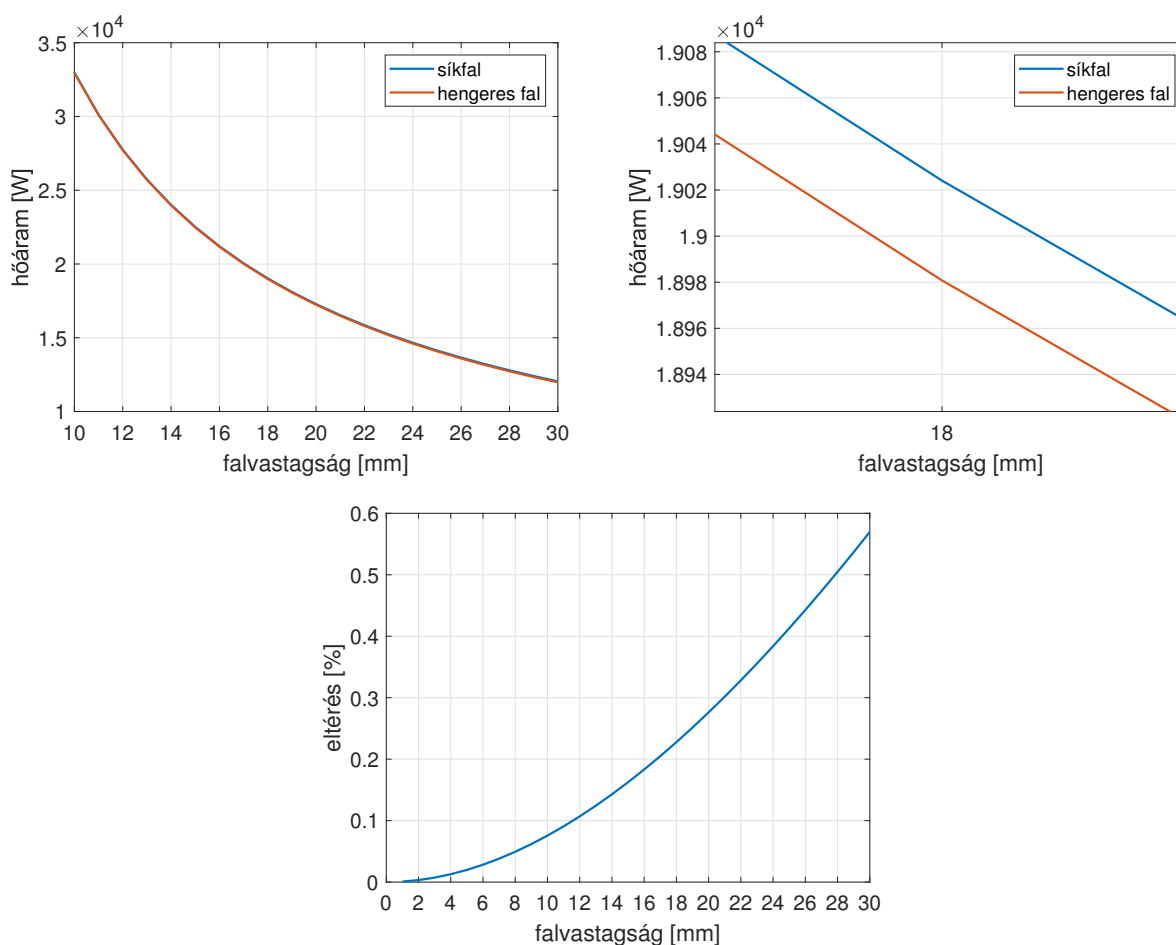 ×10⁴
3.5
3
2.5
2
1.5
1
hőáram [W]
síkfal
hengeres fal
10 12 14 16 18 20 22 24 26 28 30
falvastagság [mm]
×10⁴
1.908
1.906
1.904
1.902
1.9
1.898
1.896
1.894
hőáram [W]
síkfal
hengeres fal
18
falvastagság [mm]
0.6
0.5
0.4
0.3
0.2
0.1
0
eltérés [%]
0 2 4 6 8 10 12 14 16 18 20 22 24 26 28 30
falvastagság [mm]